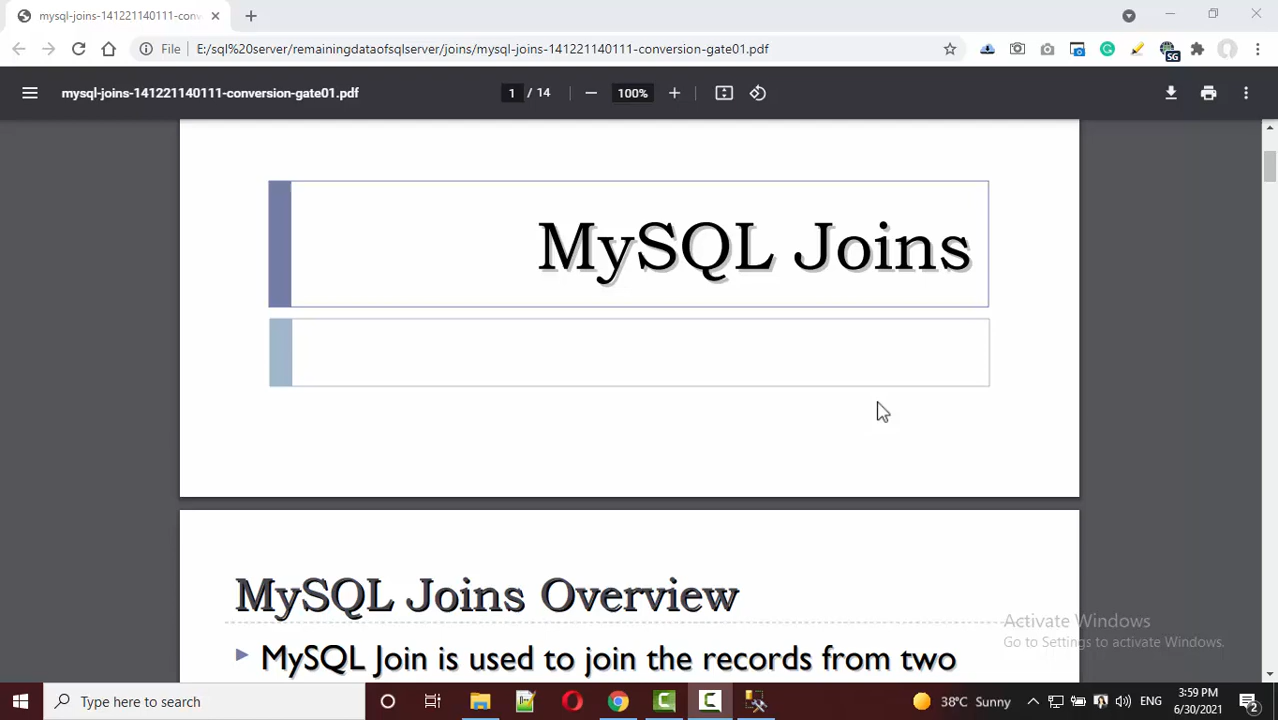 mysql-joins-141221140111-conv
File
E:/sql%20server/remainingdataofsqlserver/joins/mysql-joins-141221140111-conversion-gate01.pdf
SG
mysql-joins-141221140111-conversion-gate01.pdf
1 / 14
100%
MySQL Joins
MySQL Joins Overview
MySQL Join is used to join the records from two
Activate Windows
Go to Settings to activate Windows.
Type here to search
38°C Sunny
ENG
3:59 PM
6/30/2021
2